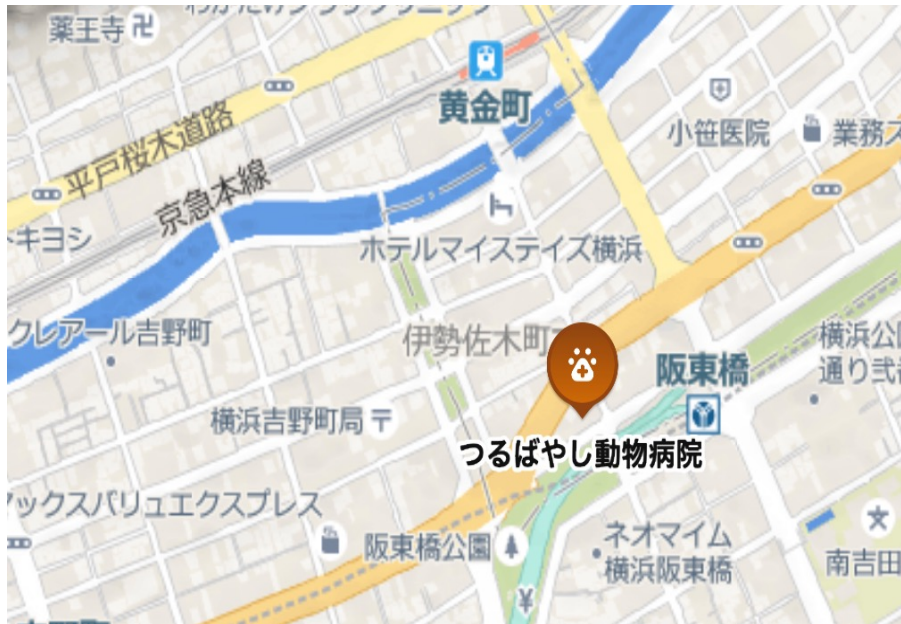 薬王寺
黄金町
平戸桜木道路
小笹医院
業務ス
京急本線
キヨシ
ホテルマイステイズ横浜
クレアール吉野町
伊勢佐木町
横浜公
通り弐
阪東橋
横浜吉野町局
つるばやし動物病院
ックスバリュエクスプレス
阪東橋公園
ネオマイム
横浜阪東橋
南吉田
¥